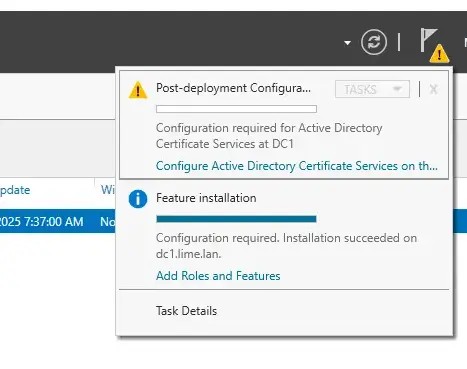 Post-deployment Configura...
TASKS
X
Configuration required for Active Directory
Certificate Services at DC1
Configure Active Directory Certificate Services on th...
pdate
Wi
Feature installation
2025 7:37:00 AM
No
Configuration required. Installation succeeded on
dc1.lime.lan.
Add Roles and Features
Task Details